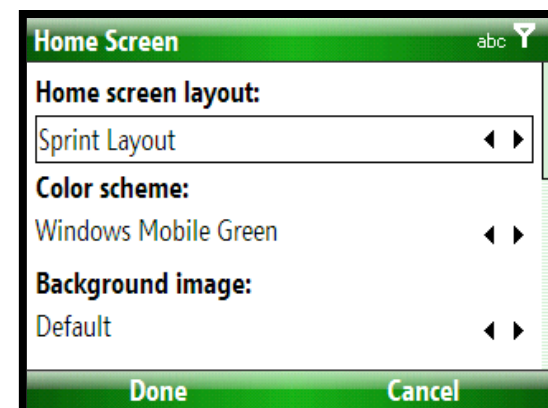 Home Screen abc
Home screen layout:
Sprint Layout
Color scheme:
Windows Mobile Green
Background image:
Default
Done Cancel